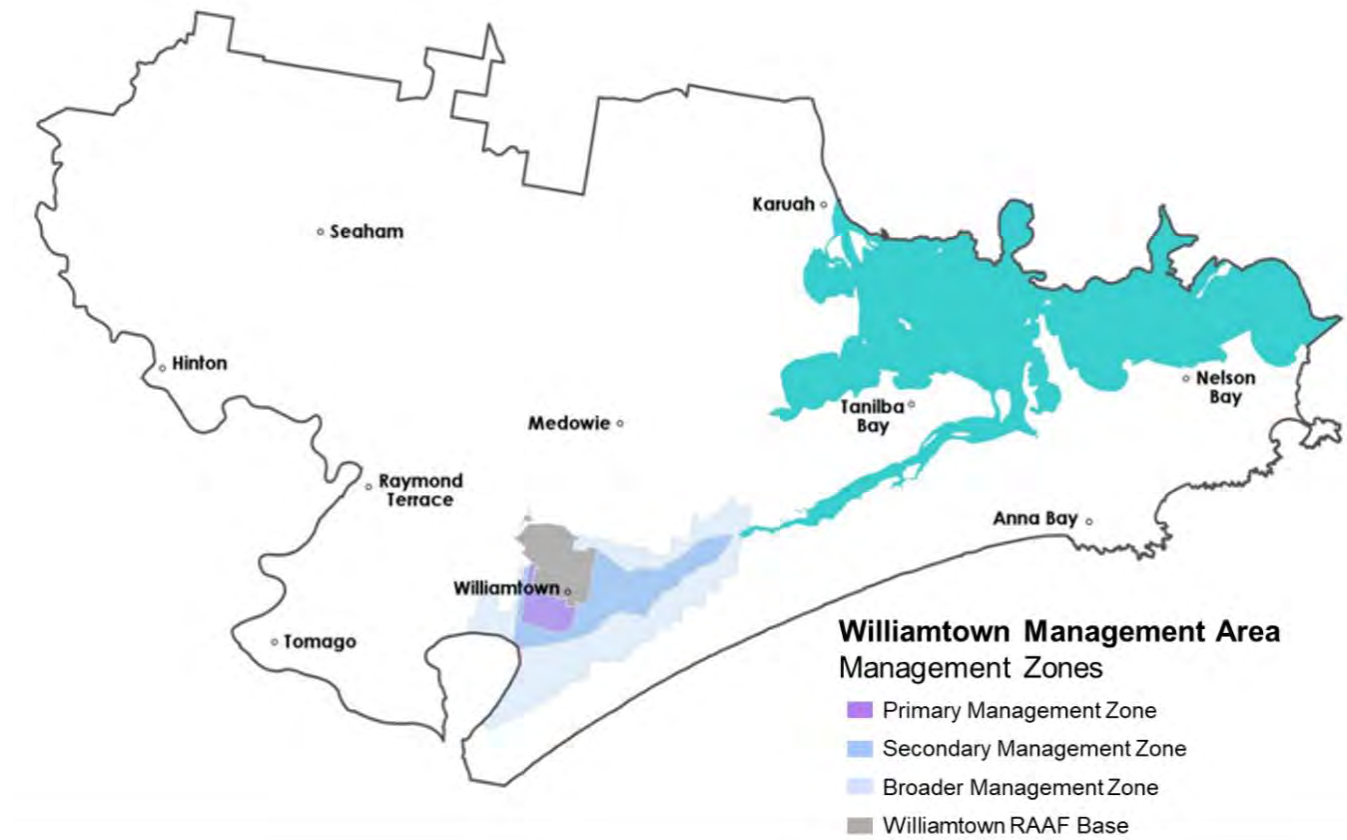 Karuah
Seaham
Hinton
Nelson
Bay
Tanilba
Bay
Medowie
Raymond
Terrace
Anna Bay
Williamtown
Tomago
Williamtown Management Area
Management Zones
Primary Management Zone
Secondary Management Zone
Broader Management Zone
Williamtown RAAF Base